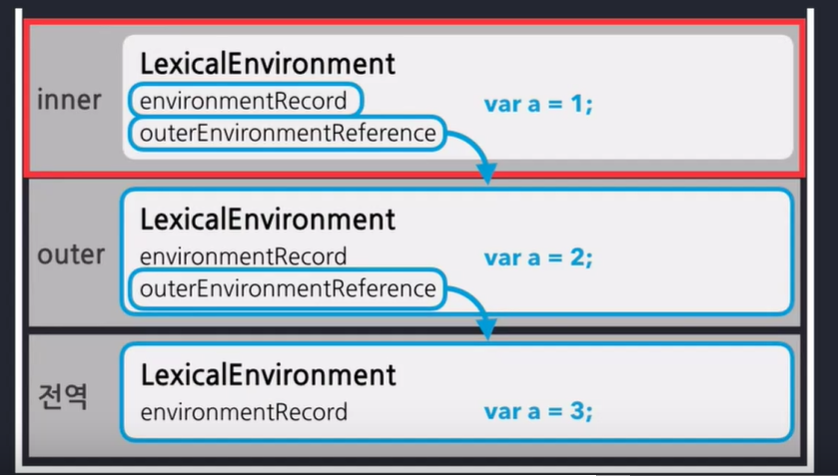 inner
LexicalEnvironment
environmentRecord
var a = 1;
outerEnvironmentReference
outer
LexicalEnvironment
environmentRecord
var a = 2;
outerEnvironmentReference
전역
LexicalEnvironment
environmentRecord
var a = 3;